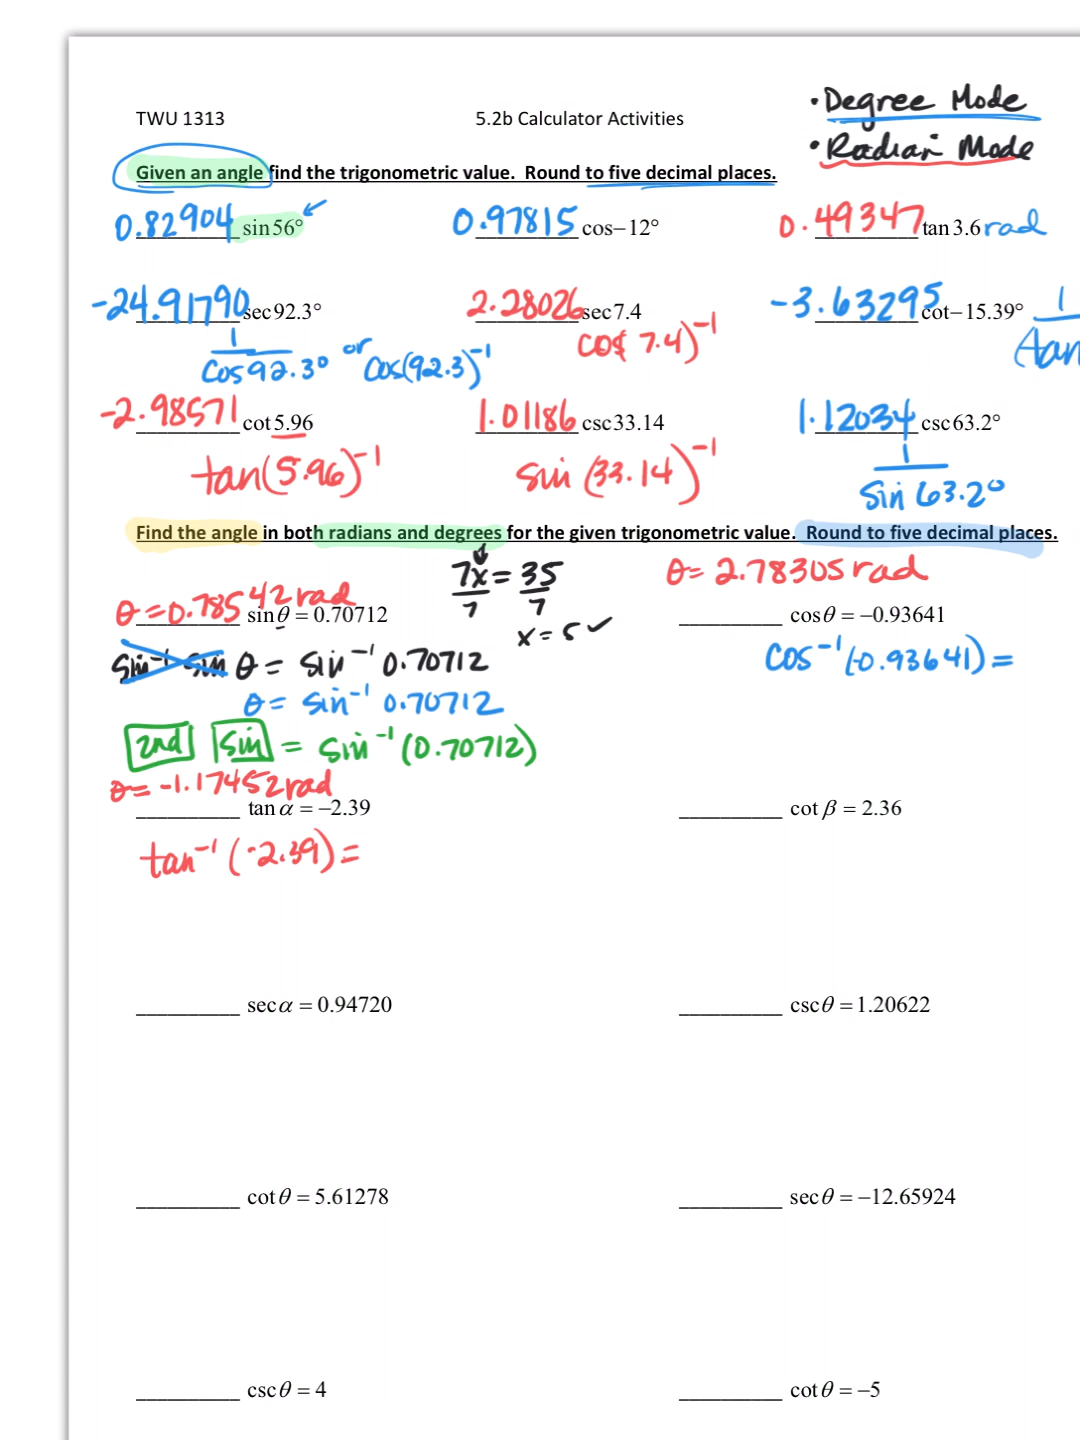 TWU 1313
5.2b Calculator Activities
• Degree Mode
• Radian Mode
Given an angle find the trigonometric value. Round to five decimal places.
0.82904 sin 56°
0.97815 cos−12°
0.49347 tan 3.6 rad
-24.91790 sec 92.3°
2.28026 sec 7.4
-3.63295 cot−15.39°
1/cos 92.3° or cos(92.3)^-1
cos(7.4)^-1
1/tan
-2.98571 cot 5.96
1.01186 csc 33.14
1.12034 csc 63.2°
tan(5.96)^-1
sin (33.14)^-1
1/sin 63.2°
Find the angle in both radians and degrees for the given trigonometric value. Round to five decimal places.
θ = 0.78542 rad
sin θ = 0.70712
7x/7 = 35/7
x = 5 ✓
θ = 2.78305 rad
cos θ = −0.93641
sin^-1 sin θ = sin^-1 0.70712
cos^-1(-0.93641) =
θ = sin^-1 0.70712
2nd sin = sin^-1 (0.70712)
θ = -1.17452 rad
tan α = −2.39
cot β = 2.36
tan^-1 (-2.39) =
sec α = 0.94720
csc θ = 1.20622
cot θ = 5.61278
sec θ = −12.65924
csc θ = 4
cot θ = −5